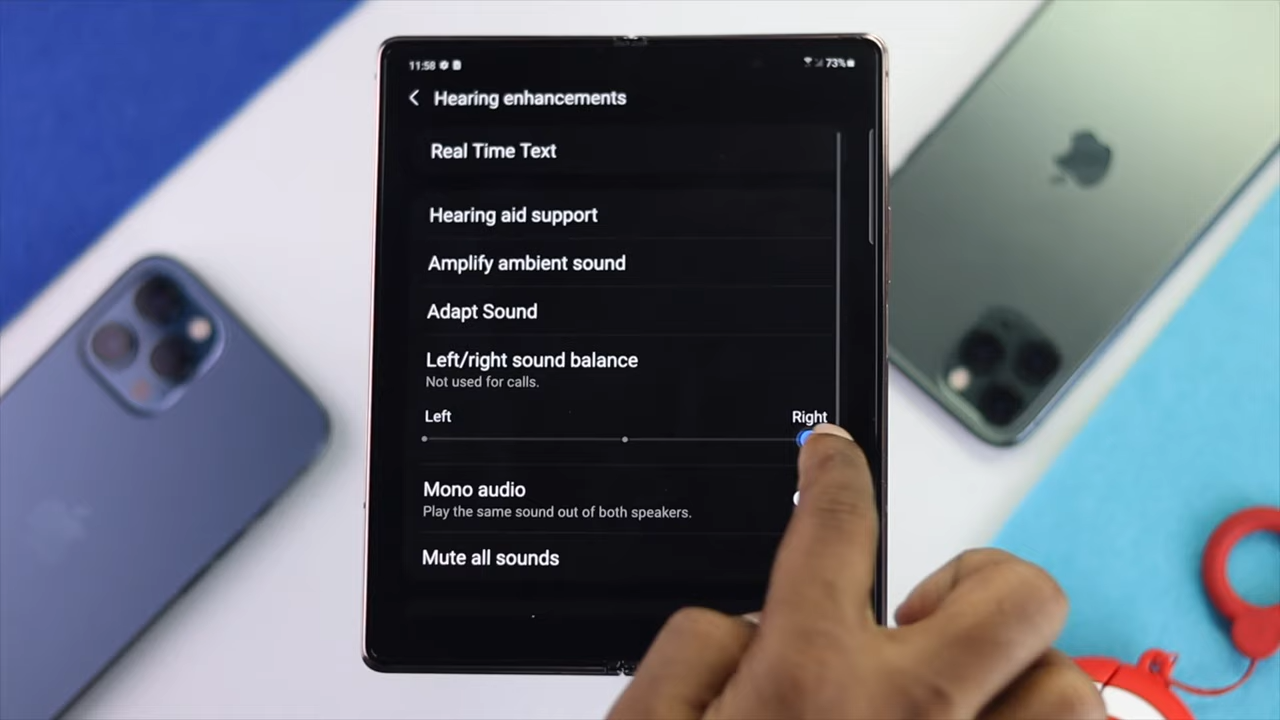 11:58
73%
Hearing enhancements
Real Time Text
Hearing aid support
Amplify ambient sound
Adapt Sound
Left/right sound balance
Not used for calls.
Left
Right
Mono audio
Play the same sound out of both speakers.
Mute all sounds